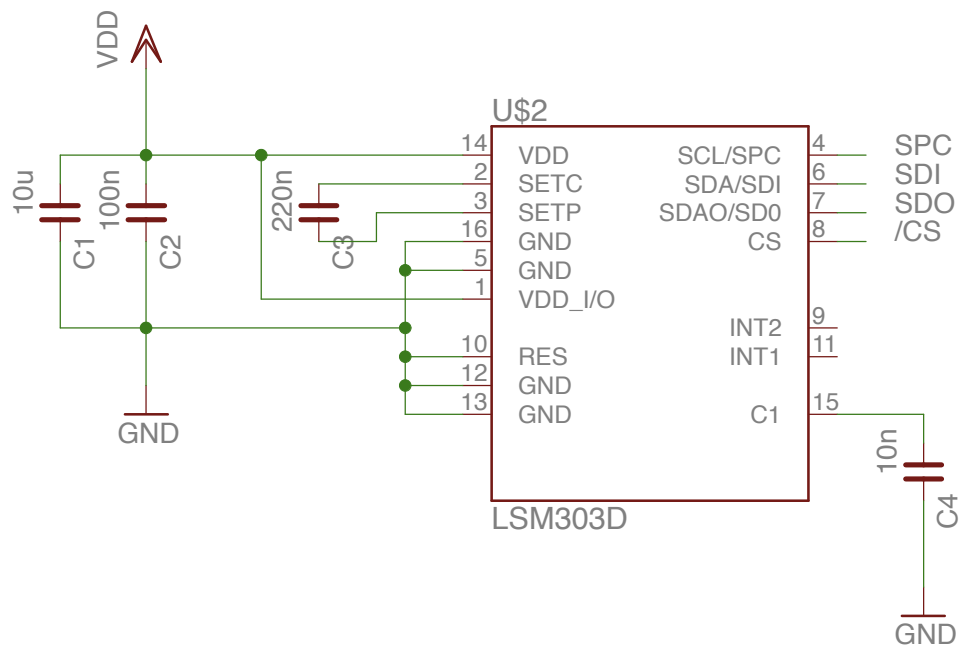 VDD
10u
C1
100n
C2
220n
C3
GND
U$2
14 VDD
2 SETC
3 SETP
16 GND
5 GND
1 VDD_I/O
10 RES
12 GND
13 GND
SCL/SPC 4 SPC
SDA/SDI 6 SDI
SDAO/SD0 7 SDO
CS 8 /CS
INT2 9
INT1 11
C1 15
LSM303D
10n
C4
GND